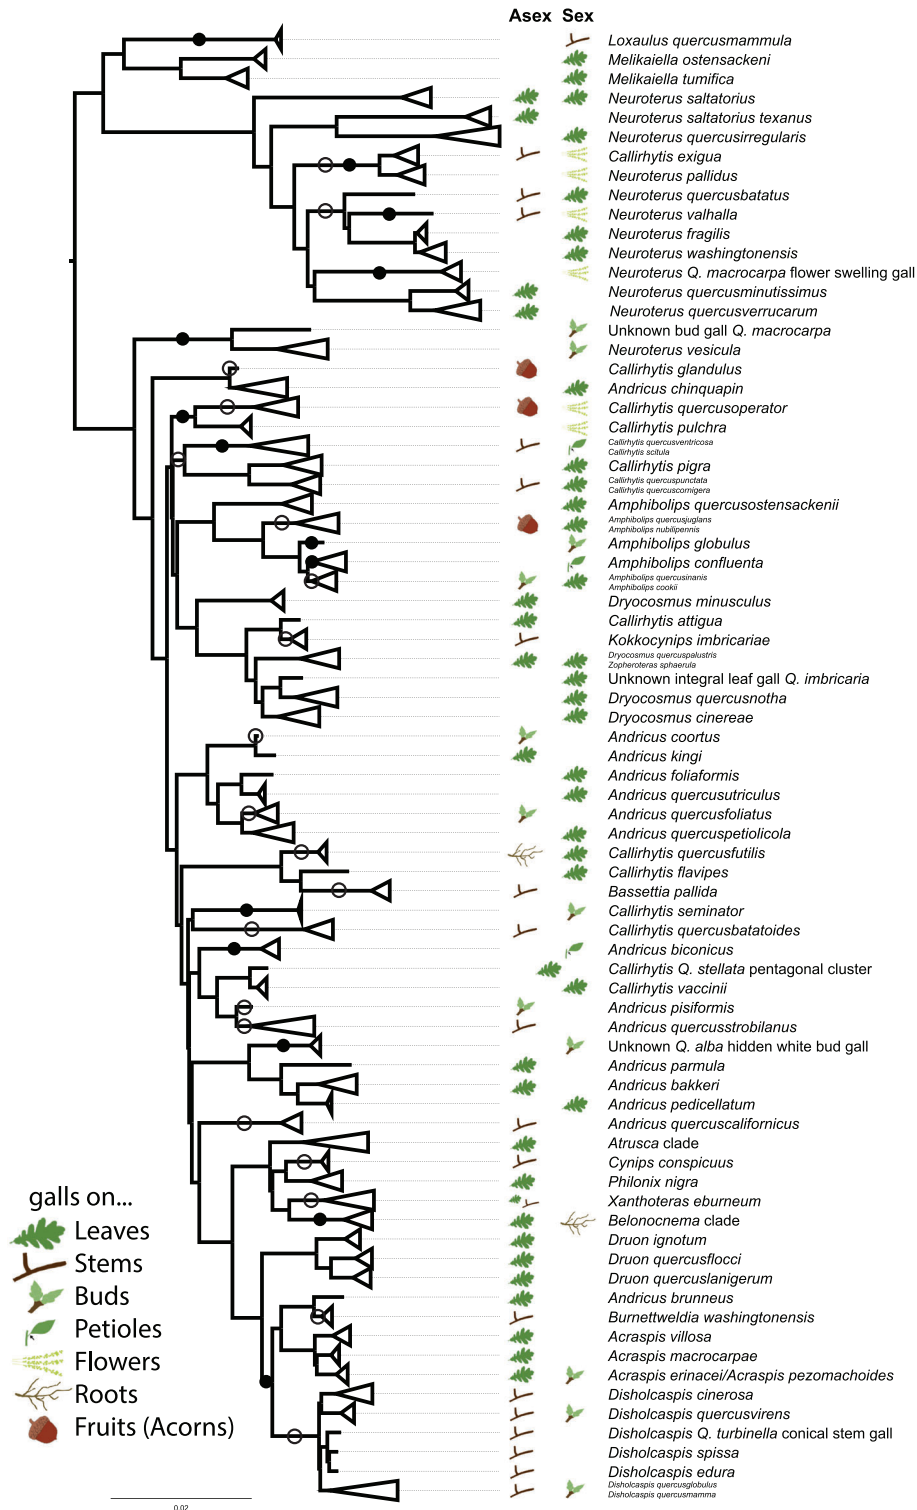 Asex Sex
Loxaulus quercusmammula
Melikaiella ostensackeni
Melikaiella tumifica
Neuroterus saltatorius
Neuroterus saltatorius texanus
Neuroterus quercusirregularis
Callirhytis exigua
Neuroterus pallidus
Neuroterus quercusbatatus
Neuroterus valhalla
Neuroterus fragilis
Neuroterus washingtonensis
Neuroterus Q. macrocarpa flower swelling gall
Neuroterus quercusminutissimus
Neuroterus quercusverrucarum
Unknown bud gall Q. macrocarpa
Neuroterus vesicula
Callirhytis glandulus
Andricus chinquapin
Callirhytis quercusoperator
Callirhytis pulchra
Callirhytis quercusventricosa
Callirhytis scitula
Callirhytis pigra
Callirhytis quercuspunctata
Callirhytis quercuscornigera
Amphibolips quercusostensackenii
Amphibolips quercusjuglans
Amphibolips nubilipennis
Amphibolips globulus
Amphibolips confluenta
Amphibolips quercusinanis
Amphibolips cookii
Dryocosmus minusculus
Callirhytis attigua
Kokkocynips imbricariae
Dryocosmus quercuspalustris
Zopheroteras sphaerula
Unknown integral leaf gall Q. imbricaria
Dryocosmus quercusnotha
Dryocosmus cinereae
Andricus coortus
Andricus kingi
Andricus foliaformis
Andricus quercusutriculus
Andricus quercusfoliatus
Andricus quercuspetiolicola
Callirhytis quercusfutilis
Callirhytis flavipes
Bassettia pallida
Callirhytis seminator
Callirhytis quercusbatatoides
Andricus biconicus
Callirhytis Q. stellata pentagonal cluster
Callirhytis vaccinii
Andricus pisiformis
Andricus quercusstrobilanus
Unknown Q. alba hidden white bud gall
Andricus parmula
Andricus bakkeri
Andricus pedicellatum
Andricus quercuscalifornicus
Atrusca clade
Cynips conspicuus
Philonix nigra
Xanthoteras eburneum
Belonocnema clade
Druon ignotum
Druon quercusflocci
Druon quercuslanigerum
Andricus brunneus
Burnettweldia washingtonensis
Acraspis villosa
Acraspis macrocarpae
Acraspis erinacei/Acraspis pezomachoides
Disholcaspis cinerosa
Disholcaspis quercusvirens
Disholcaspis Q. turbinella conical stem gall
Disholcaspis spissa
Disholcaspis edura
Disholcaspis quercusglobulus
Disholcaspis quercusmamma
galls on...
Leaves
Stems
Buds
Petioles
Flowers
Roots
Fruits (Acorns)
0.02